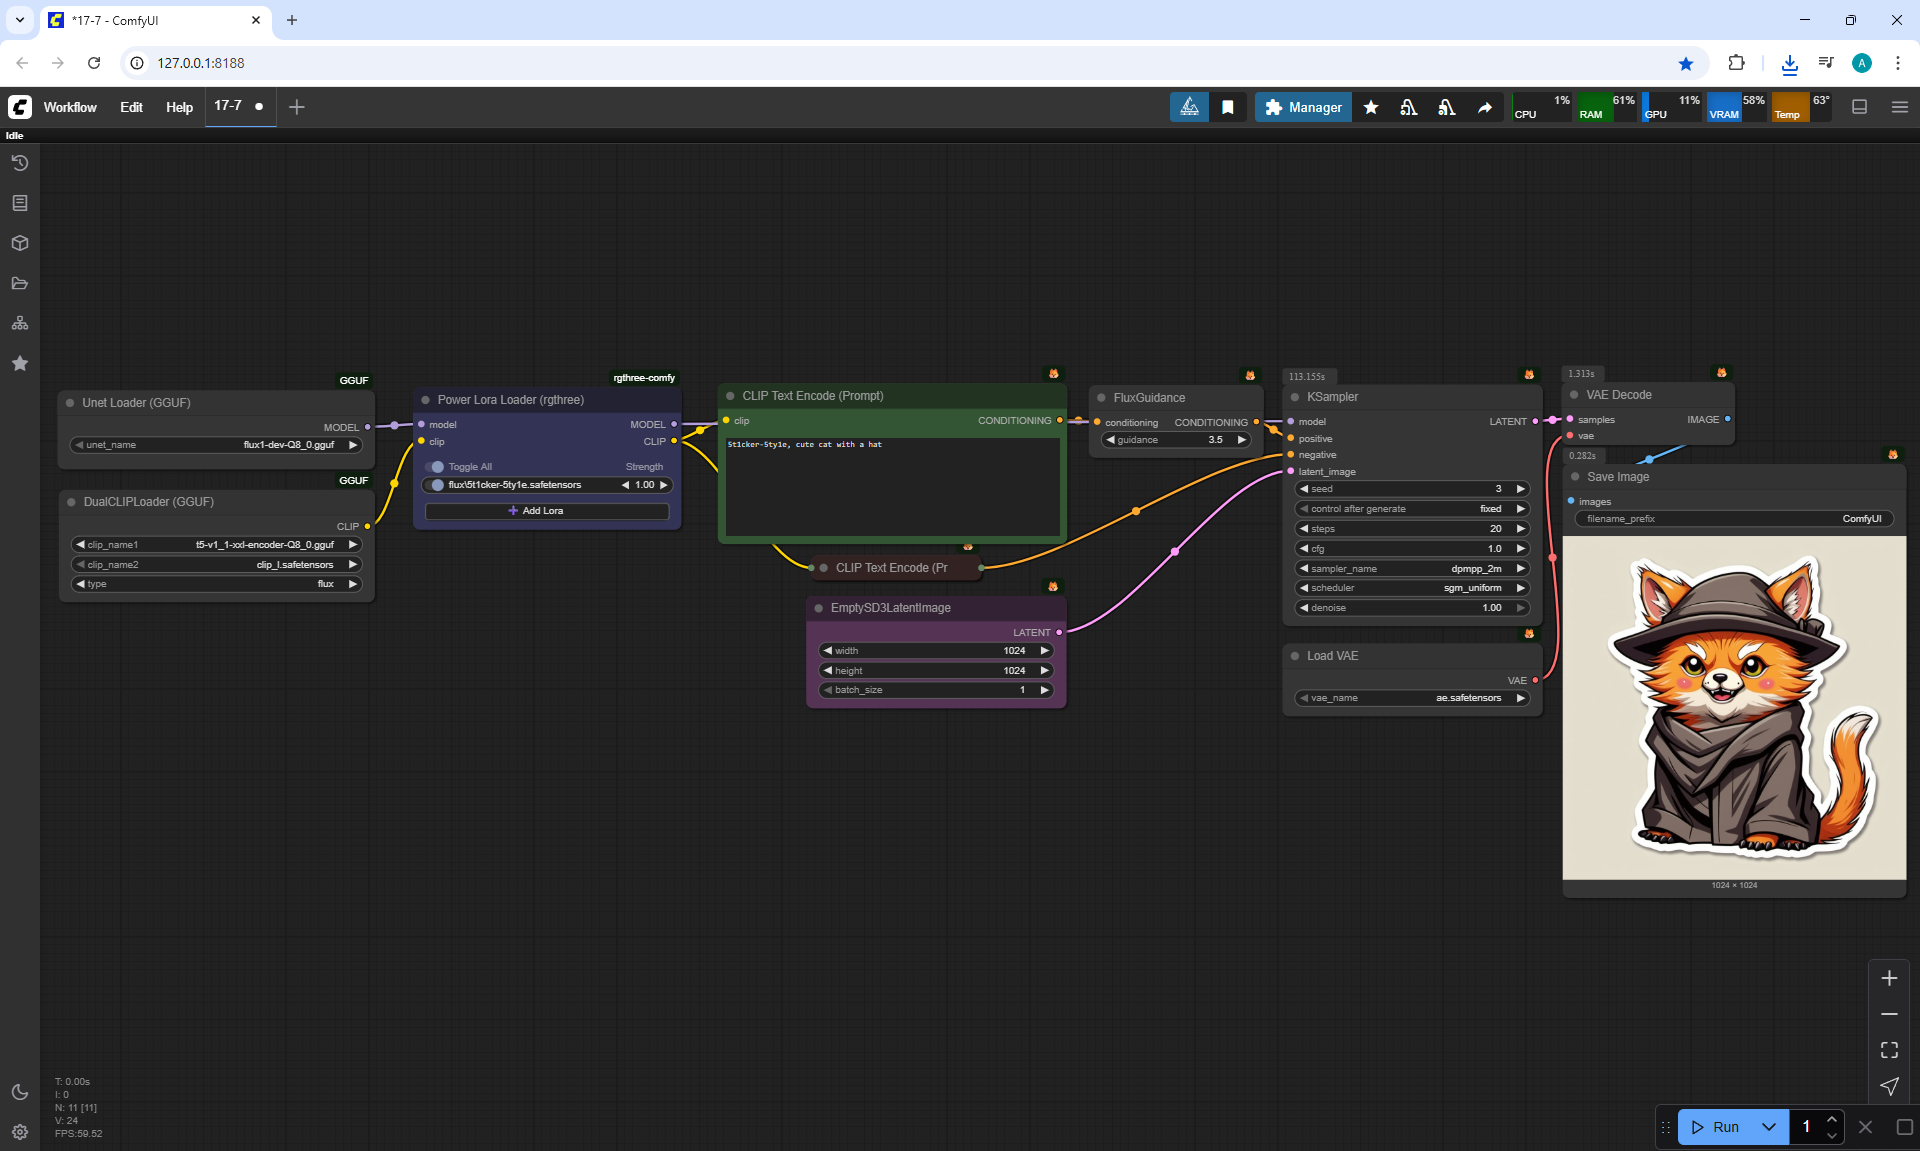 *17-7 - ComfyUI
127.0.0.1:8188
Workflow Edit Help 17-7
Manager
CPU 1% RAM 61% GPU 11% VRAM 58% Temp 63°
Idle
GGUF
Unet Loader (GGUF)
MODEL
unet_name flux1-dev-Q8_0.gguf
GGUF
DualCLIPLoader (GGUF)
CLIP
clip_name1 t5-v1_1-xxl-encoder-Q8_0.gguf
clip_name2 clip_l.safetensors
type flux
rgthree-comfy
Power Lora Loader (rgthree)
model MODEL
clip CLIP
Toggle All Strength
flux\5t1cker-5ty1e.safetensors 1.00
Add Lora
CLIP Text Encode (Prompt)
clip CONDITIONING
5t1cker-5ty1e, cute cat with a hat
CLIP Text Encode (Pr
EmptySD3LatentImage
LATENT
width 1024
height 1024
batch_size 1
FluxGuidance
conditioning CONDITIONING
guidance 3.5
113.155s
KSampler
model LATENT
positive
negative
latent_image
seed 3
control after generate fixed
steps 20
cfg 1.0
sampler_name dpmpp_2m
scheduler sgm_uniform
denoise 1.00
Load VAE
VAE
vae_name ae.safetensors
1.313s
VAE Decode
samples IMAGE
vae
0.282s
Save Image
images
filename_prefix ComfyUI
1024 × 1024
T: 0.00s
I: 0
N: 11 [11]
V: 24
FPS:59.52
Run 1
A